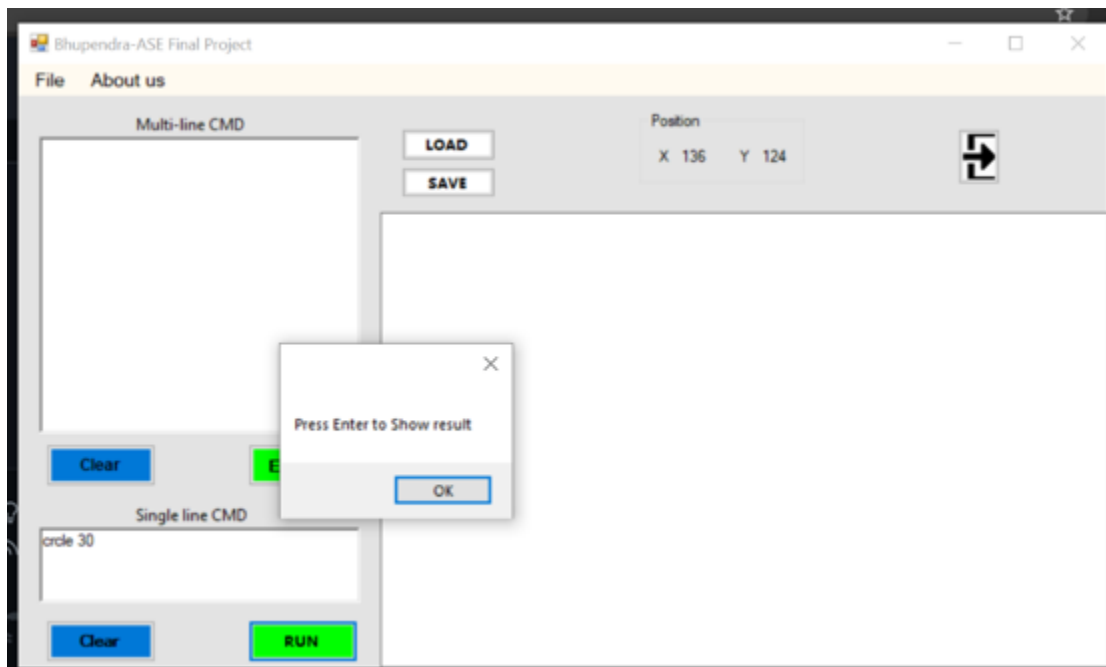 Bhupendra-ASE Final Project
File About us
Multi-line CMD
LOAD
SAVE
Position
X 136 Y 124
Press Enter to Show result
OK
Clear
E
Single line CMD
crcle 30
Clear
RUN